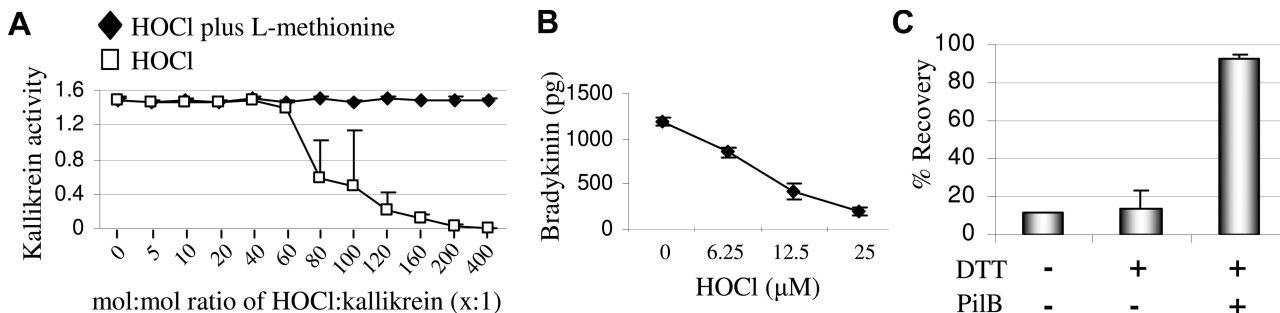 A
HOCl plus L-methionine
HOCl
Kallikrein activity
1.6
1.2
0.8
0.4
0
0 5 10 20 40 60 80 100 120 160 200 400
mol:mol ratio of HOCl:kallikrein (x:1)
B
Bradykinin (pg)
1500
1000
500
0
0 6.25 12.5 25
HOCl (μM)
C
% Recovery
100
80
60
40
20
0
DTT - + +
PilB - - +